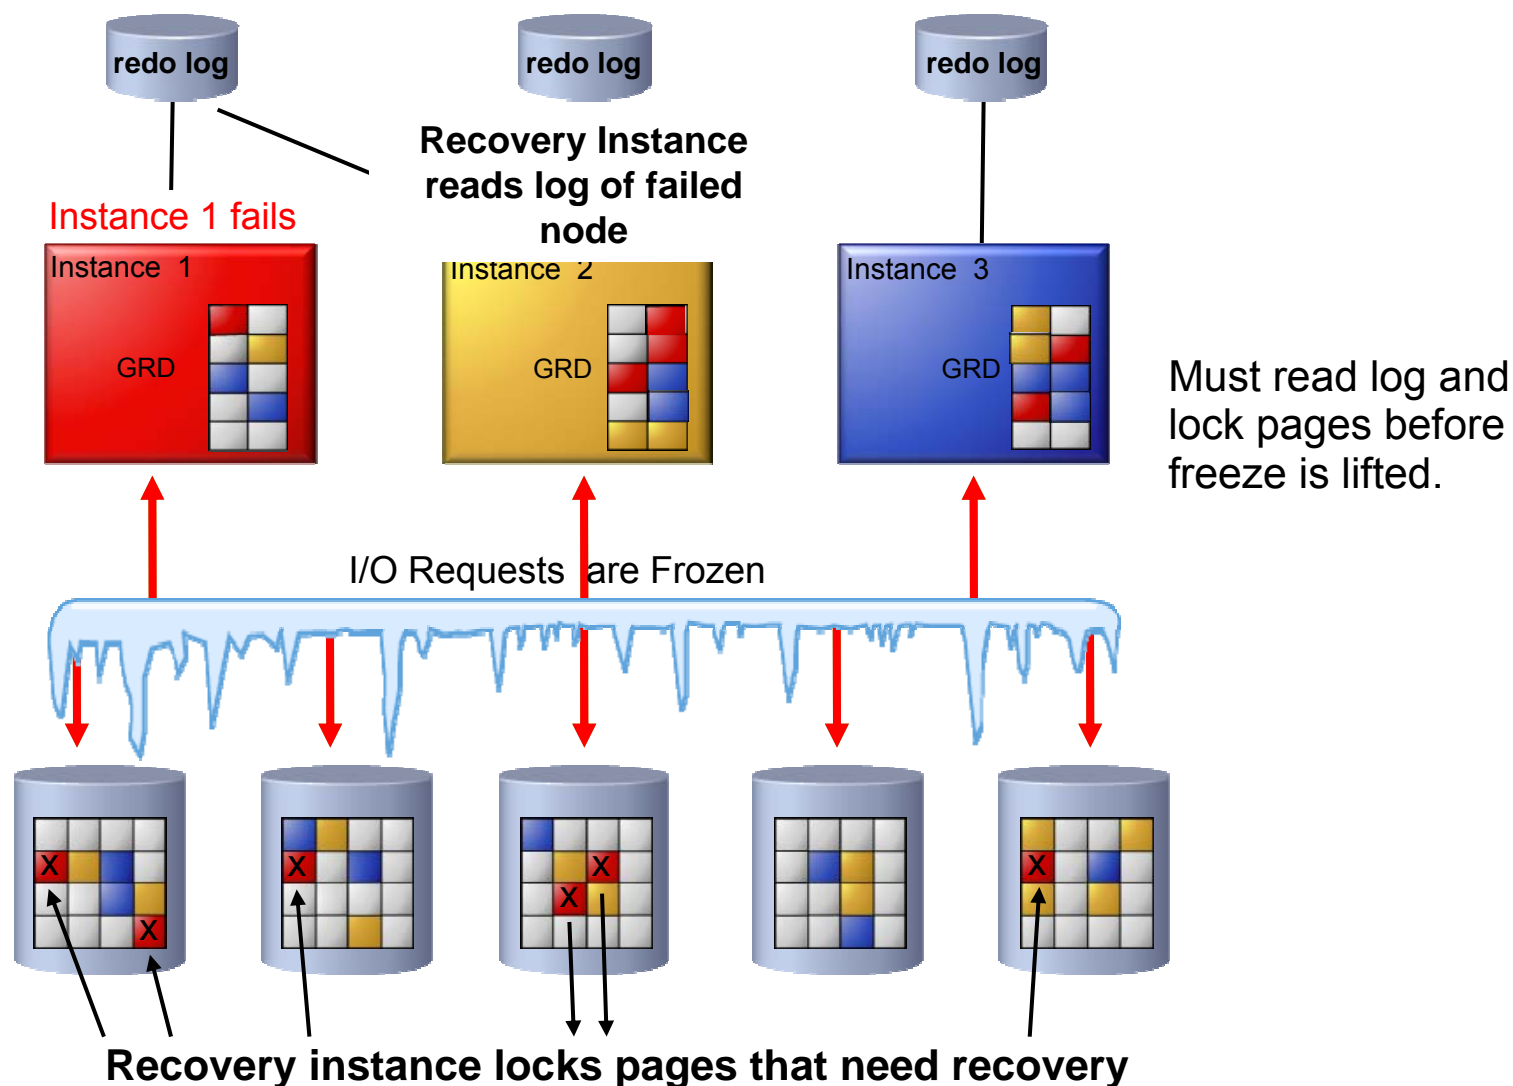 redo log
redo log
redo log
Recovery Instance
reads log of failed
node
Instance 1 fails
Instance 1
Instance 2
Instance 3
GRD
GRD
GRD
Must read log and
lock pages before
freeze is lifted.
I/O Requests are Frozen
X
X
X
X
X
X
Recovery instance locks pages that need recovery